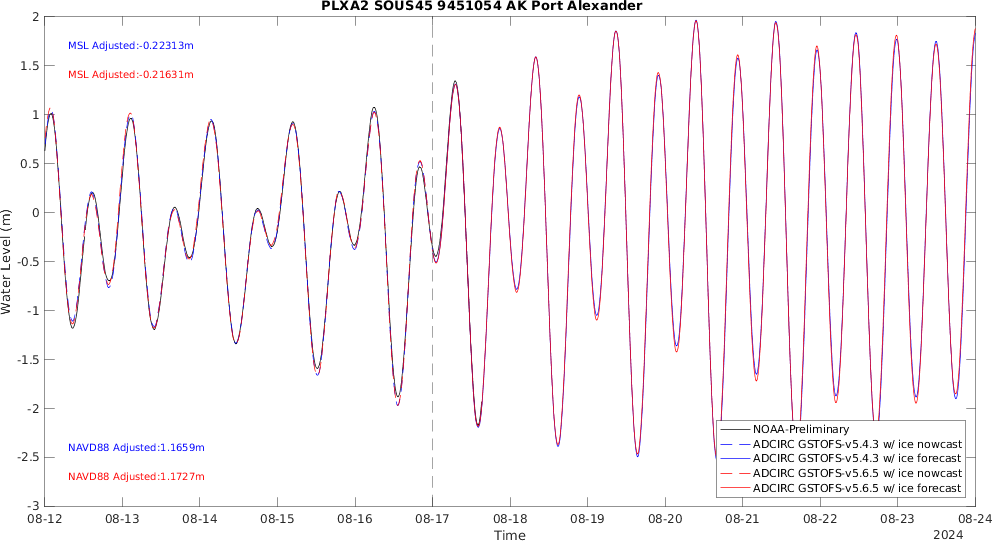 PLXA2 SOUS45 9451054 AK Port Alexander
MSL Adjusted:-0.22313m
MSL Adjusted:-0.21631m
NAVD88 Adjusted:1.1659m
NAVD88 Adjusted:1.1727m
Water Level (m)
2
1.5
1
0.5
0
-0.5
-1
-1.5
-2
-2.5
-3
NOAA-Preliminary
ADCIRC GSTOFS-v5.4.3 w/ ice nowcast
ADCIRC GSTOFS-v5.4.3 w/ ice forecast
ADCIRC GSTOFS-v5.6.5 w/ ice nowcast
ADCIRC GSTOFS-v5.6.5 w/ ice forecast
08-12 08-13 08-14 08-15 08-16 08-17 08-18 08-19 08-20 08-21 08-22 08-23 08-24
Time
2024